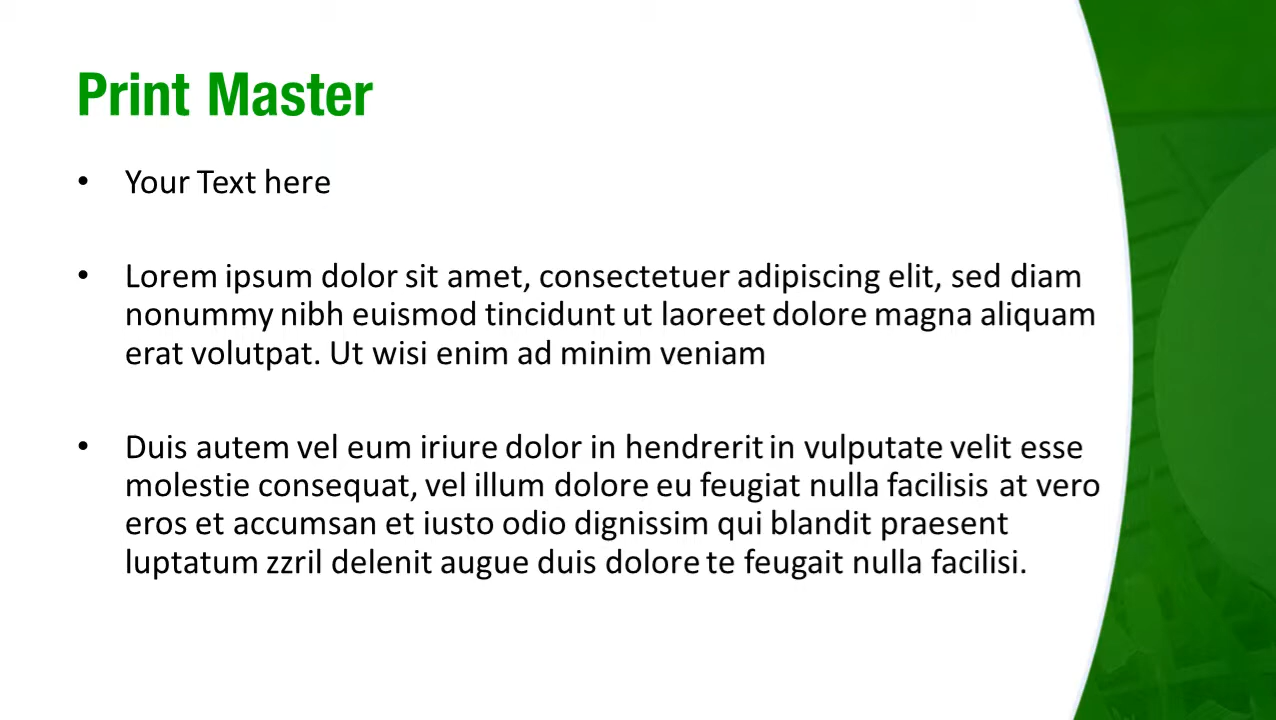 Print Master
• Your Text here
• Lorem ipsum dolor sit amet, consectetuer adipiscing elit, sed diam
nonummy nibh euismod tincidunt ut laoreet dolore magna aliquam
erat volutpat. Ut wisi enim ad minim veniam
• Duis autem vel eum iriure dolor in hendrerit in vulputate velit esse
molestie consequat, vel illum dolore eu feugiat nulla facilisis at vero
eros et accumsan et iusto odio dignissim qui blandit praesent
luptatum zzril delenit augue duis dolore te feugait nulla facilisi.